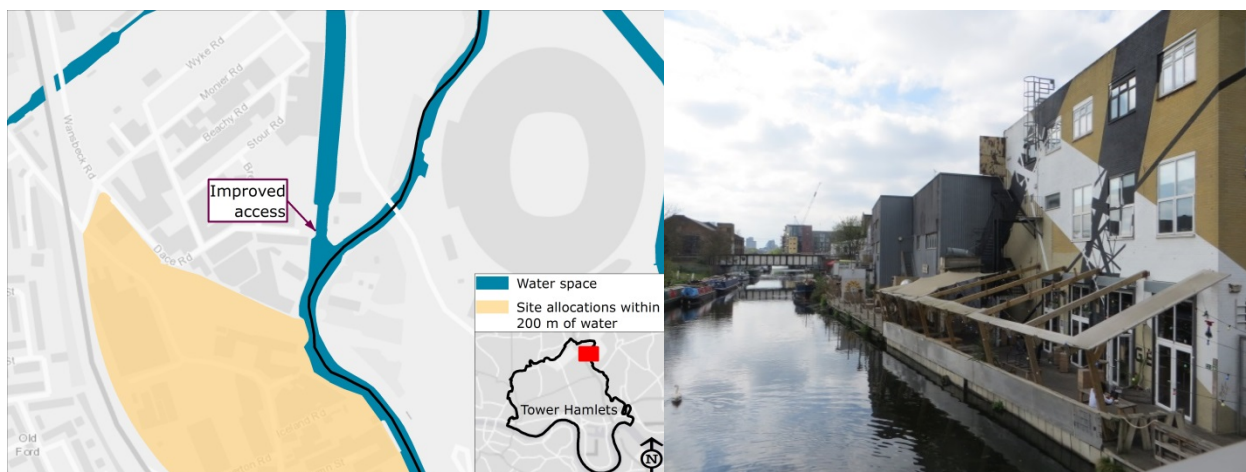 Wyke Rd
Monier Rd
Beachy Rd
Stour Rd
Wansbeck Rd
Improved
access
Dace Rd
Old
Ford
Water space
Site allocations within
200 m of water
Tower Hamlets
N